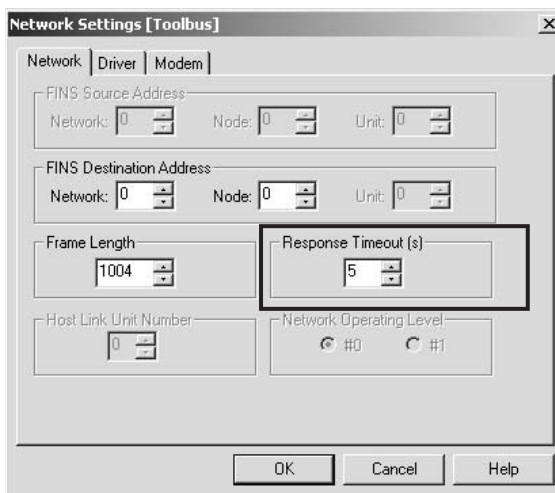 Network Settings [Toolbus]
Network Driver Modem
FINS Source Address
Network: 0 Node: 0 Unit: 0
FINS Destination Address
Network: 0 Node: 0 Unit: 0
Frame Length Response Timeout (s)
1004 5
Host Link Unit Number Network Operating Level
0 #0 #1
OK Cancel Help